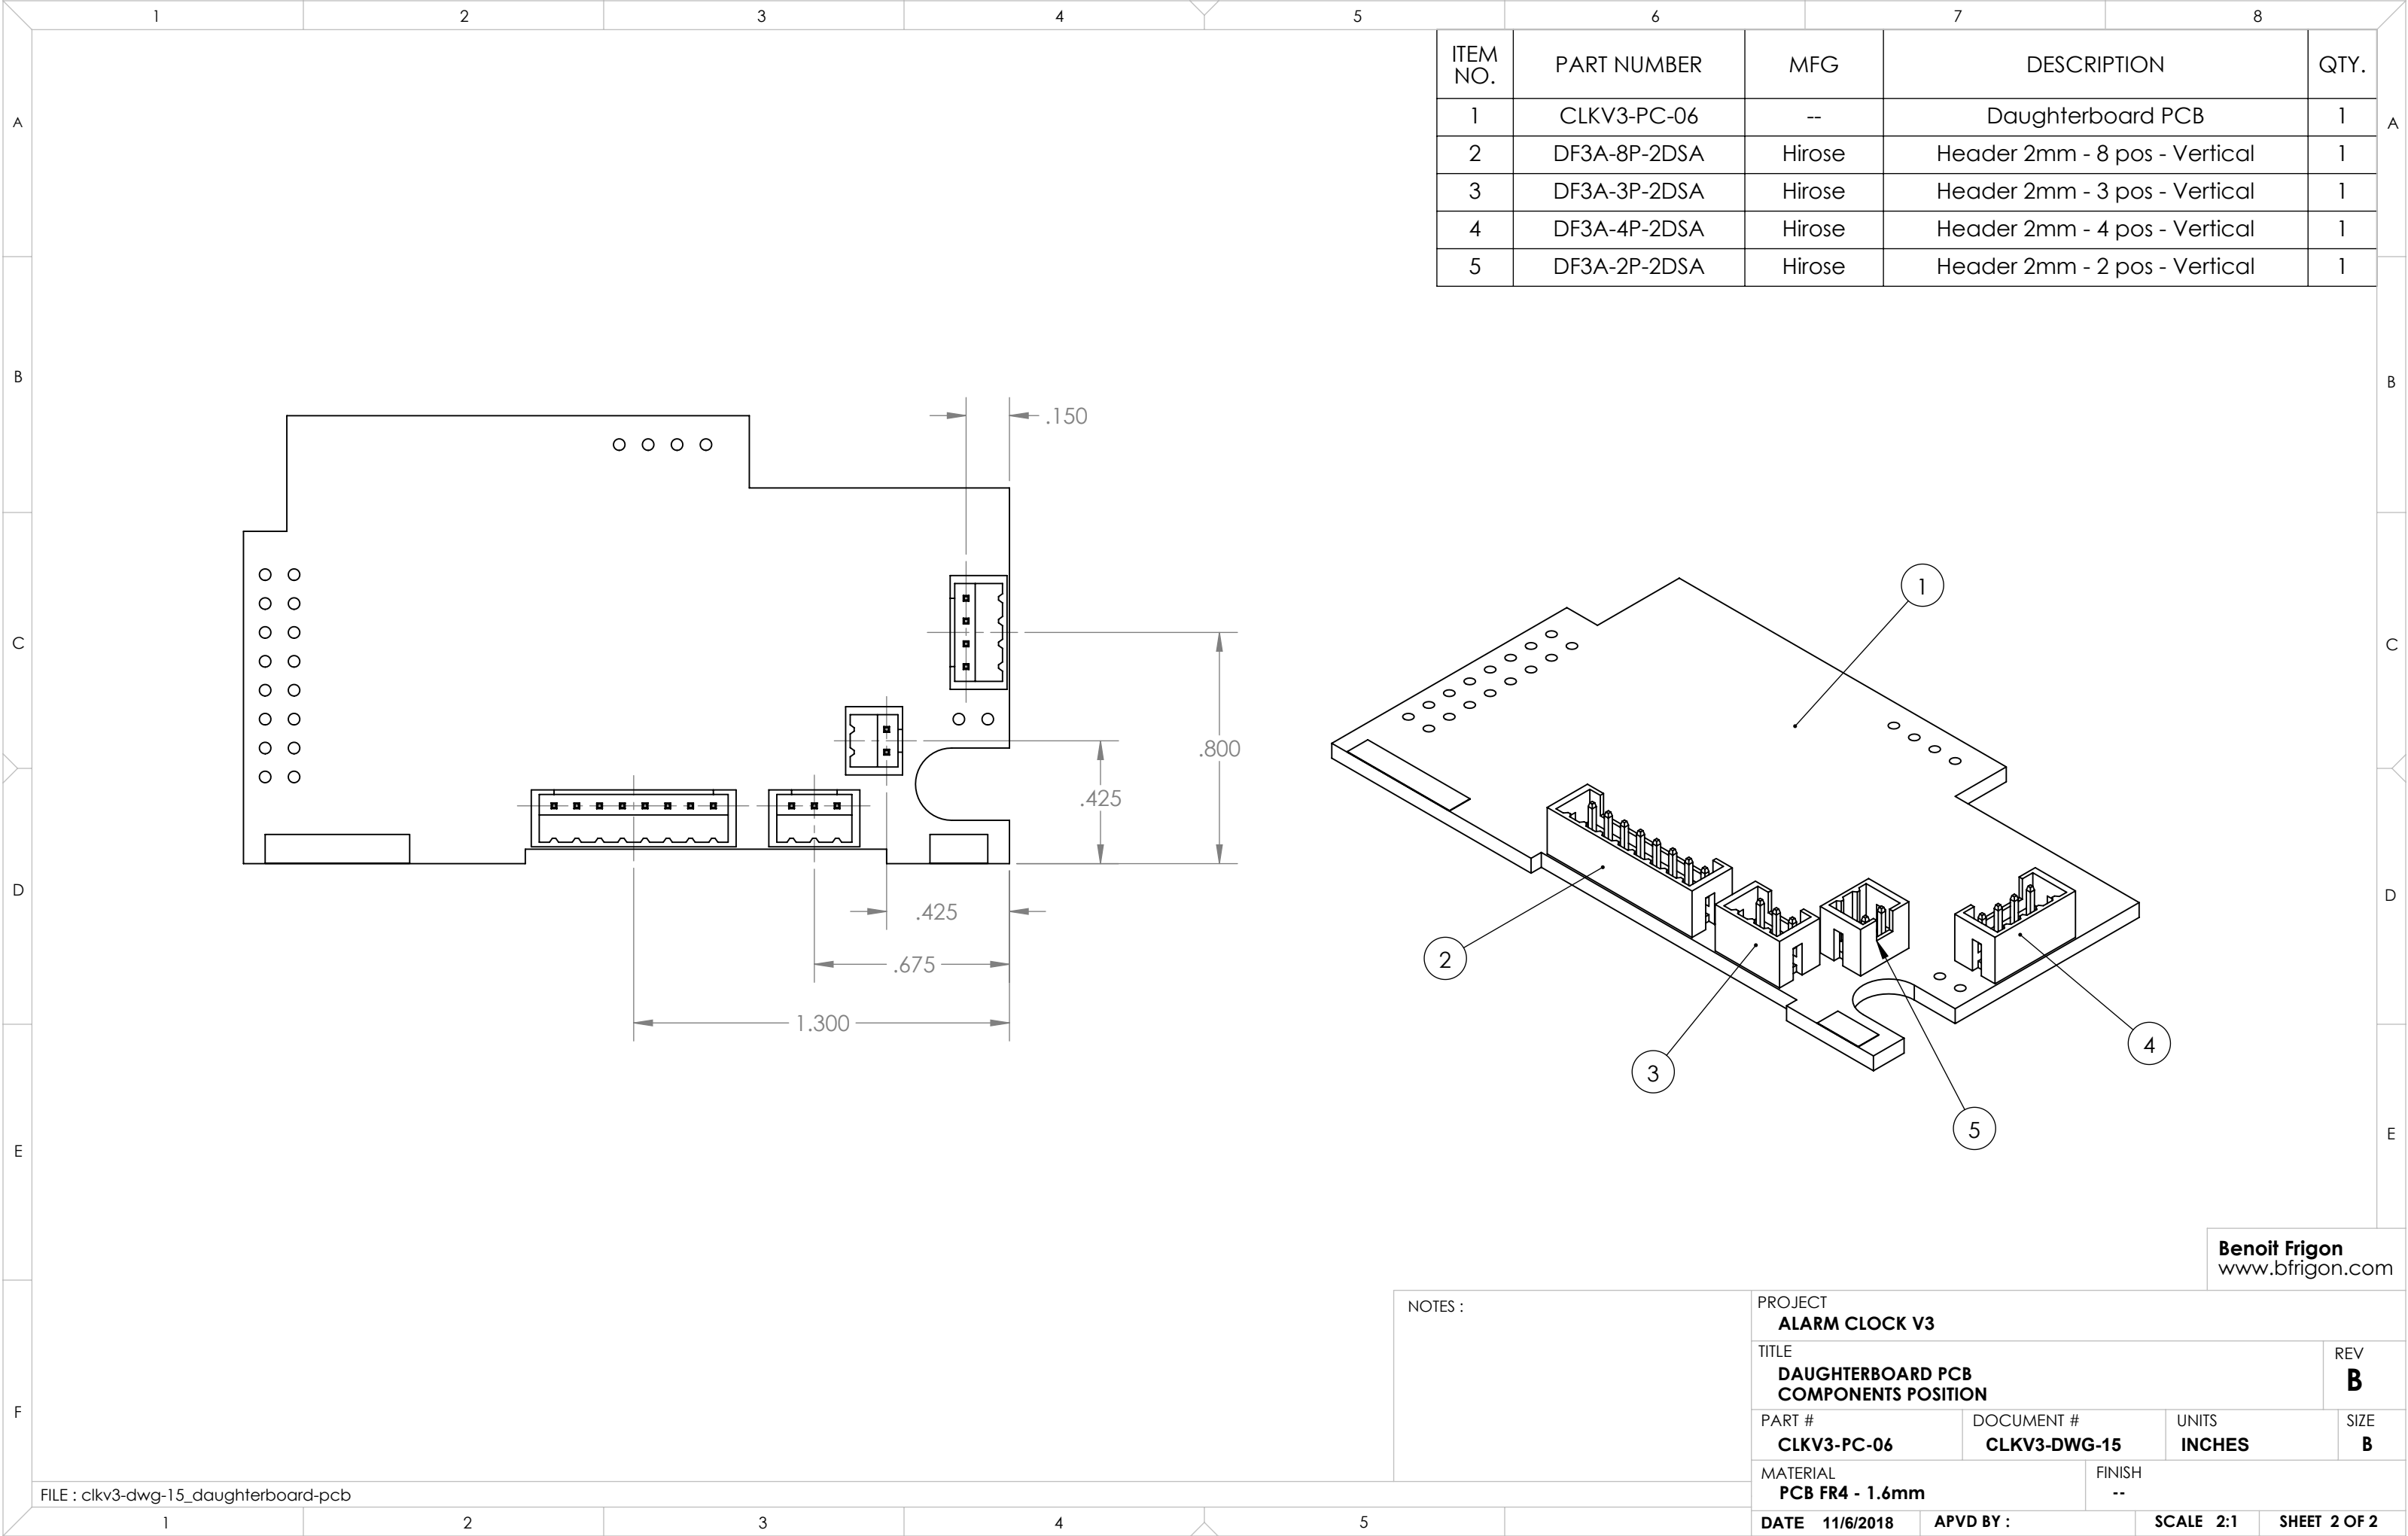 1 2 3 4 5 6 7 8
ITEM NO. PART NUMBER MFG DESCRIPTION QTY.
1 CLKV3-PC-06 -- Daughterboard PCB 1
2 DF3A-8P-2DSA Hirose Header 2mm - 8 pos - Vertical 1
3 DF3A-3P-2DSA Hirose Header 2mm - 3 pos - Vertical 1
4 DF3A-4P-2DSA Hirose Header 2mm - 4 pos - Vertical 1
5 DF3A-2P-2DSA Hirose Header 2mm - 2 pos - Vertical 1
A A
B B
.150
1
C C
.800
.425
D D
.425
2
.675
1.300
4
3
5
E E
Benoit Frigon
www.bfrigon.com
NOTES :
PROJECT
ALARM CLOCK V3
TITLE
DAUGHTERBOARD PCB
COMPONENTS POSITION
REV
B
F
PART # DOCUMENT # UNITS SIZE
CLKV3-PC-06 CLKV3-DWG-15 INCHES B
MATERIAL FINISH
PCB FR4 - 1.6mm --
FILE : clkv3-dwg-15_daughterboard-pcb
DATE 11/6/2018 APVD BY : SCALE 2:1 SHEET 2 OF 2
1 2 3 4 5